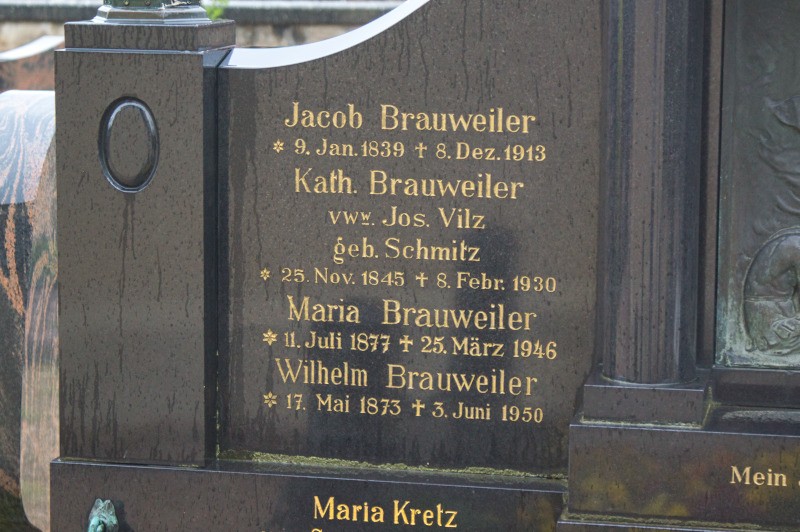 Jacob Brauweiler
* 9. Jan. 1839 ✝ 8. Dez. 1913
Kath. Brauweiler
vww. Jos. Vilz
geb. Schmitz
* 25. Nov. 1845 ✝ 8. Febr. 1930
Maria Brauweiler
* 11. Juli 1877 ✝ 25. März 1946
Wilhelm Brauweiler
* 17. Mai 1873 ✝ 3. Juni 1950
Maria Kretz
Mein